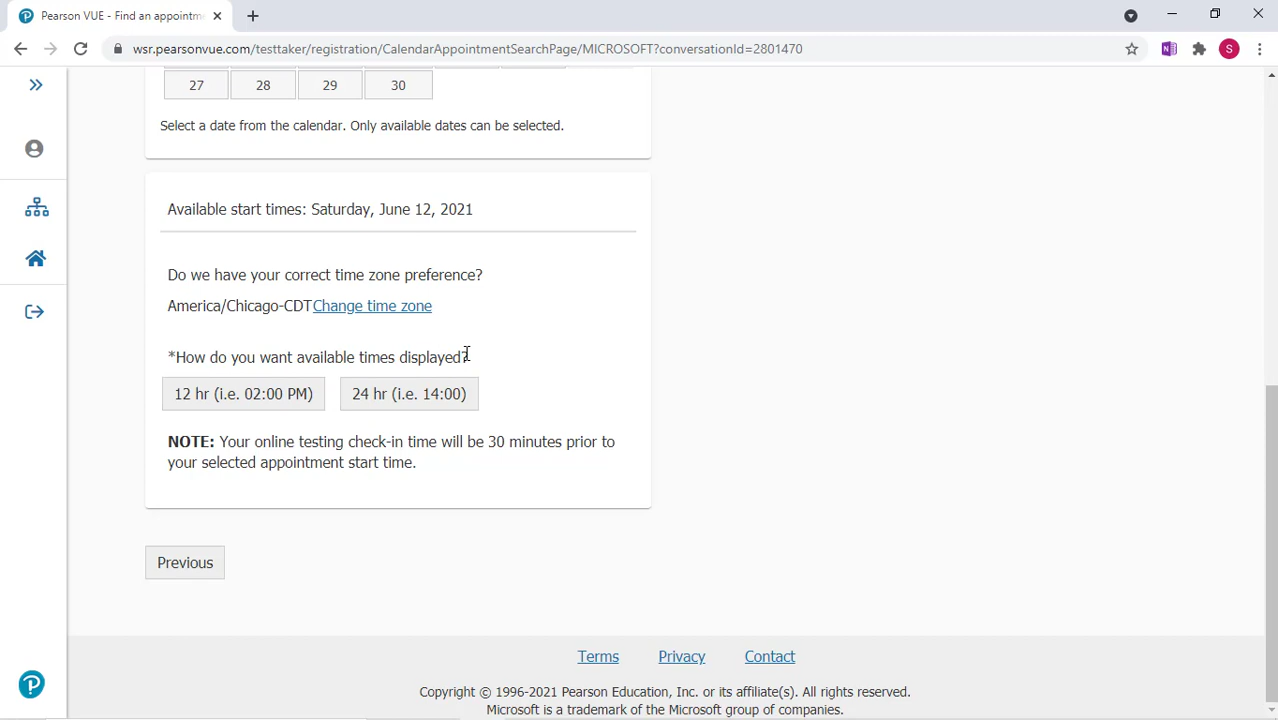 Pearson VUE - Find an appointme
wsr.pearsonvue.com/testtaker/registration/CalendarAppointmentSearchPage/MICROSOFT?conversationId=2801470
S
27 28 29 30
Select a date from the calendar. Only available dates can be selected.
Available start times: Saturday, June 12, 2021
Do we have your correct time zone preference?
America/Chicago-CDTChange time zone
*How do you want available times displayed?
12 hr (i.e. 02:00 PM) 24 hr (i.e. 14:00)
NOTE: Your online testing check-in time will be 30 minutes prior to
your selected appointment start time.
Previous
Terms Privacy Contact
Copyright © 1996-2021 Pearson Education, Inc. or its affiliate(s). All rights reserved.
Microsoft is a trademark of the Microsoft group of companies.